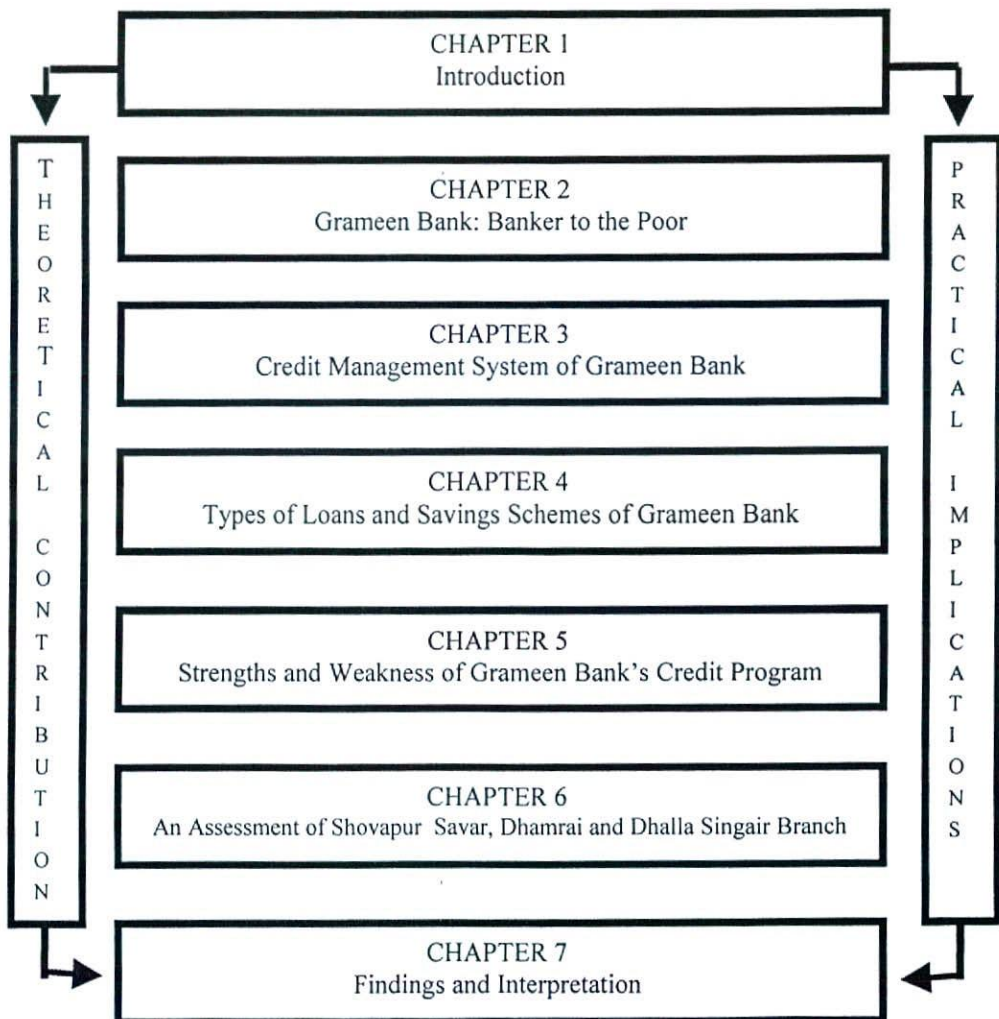 CHAPTER 1
Introduction
THEORETICAL CONTRIBUTION
PRACTICAL IMPLICATIONS
CHAPTER 2
Grameen Bank: Banker to the Poor
CHAPTER 3
Credit Management System of Grameen Bank
CHAPTER 4
Types of Loans and Savings Schemes of Grameen Bank
CHAPTER 5
Strengths and Weakness of Grameen Bank's Credit Program
CHAPTER 6
An Assessment of Shovapur Savar, Dhamrai and Dhalla Singair Branch
CHAPTER 7
Findings and Interpretation